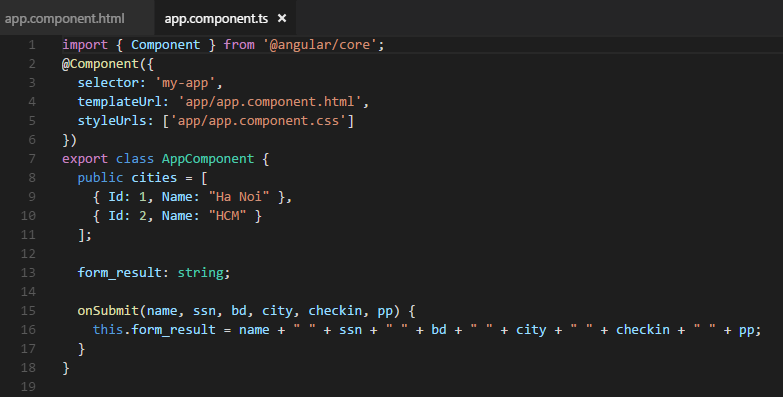 app.component.html app.component.ts ×
1 import { Component } from '@angular/core';
2 @Component({
3 selector: 'my-app',
4 templateUrl: 'app/app.component.html',
5 styleUrls: ['app/app.component.css']
6 })
7 export class AppComponent {
8 public cities = [
9 { Id: 1, Name: "Ha Noi" },
10 { Id: 2, Name: "HCM" }
11 ];
12
13 form_result: string;
14
15 onSubmit(name, ssn, bd, city, checkin, pp) {
16 this.form_result = name + " " + ssn + " " + bd + " " + city + " " + checkin + " " + pp;
17 }
18 }
19